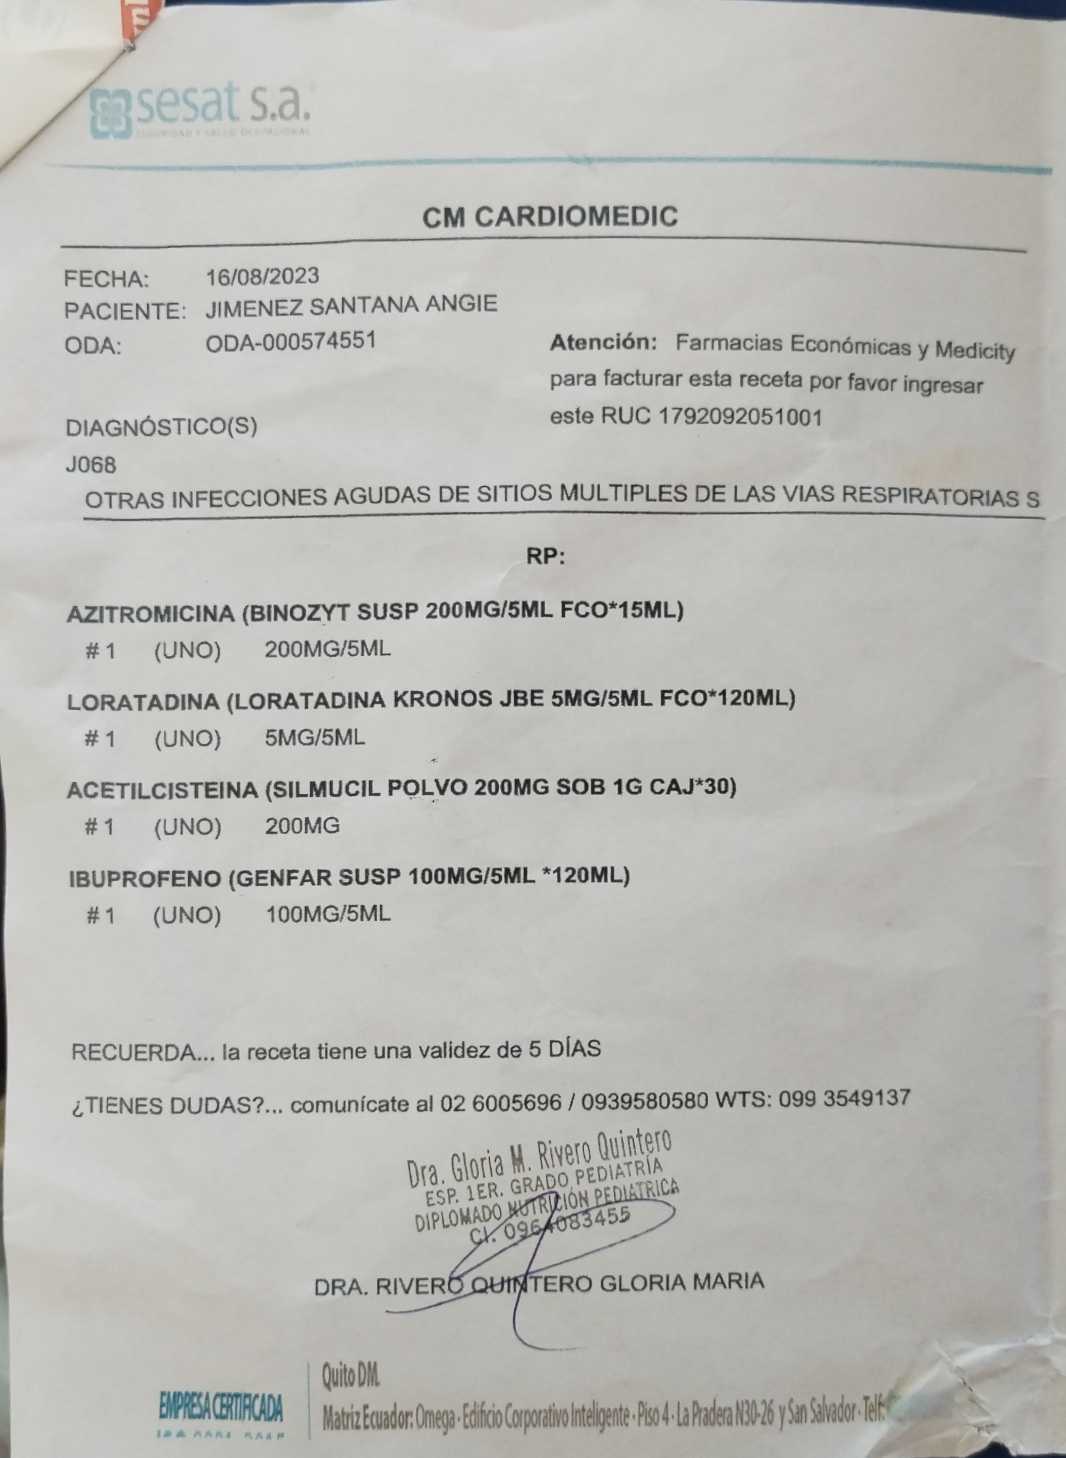 sesat s.a.
SEGURIDAD Y SALUD OCUPACIONAL
CM CARDIOMEDIC
FECHA: 16/08/2023
PACIENTE: JIMENEZ SANTANA ANGIE
ODA: ODA-000574551
Atención: Farmacias Económicas y Medicity
para facturar esta receta por favor ingresar
este RUC 1792092051001
DIAGNÓSTICO(S)
J068
OTRAS INFECCIONES AGUDAS DE SITIOS MULTIPLES DE LAS VIAS RESPIRATORIAS S
RP:
AZITROMICINA (BINOZYT SUSP 200MG/5ML FCO*15ML)
# 1 (UNO) 200MG/5ML
LORATADINA (LORATADINA KRONOS JBE 5MG/5ML FCO*120ML)
# 1 (UNO) 5MG/5ML
ACETILCISTEINA (SILMUCIL POLVO 200MG SOB 1G CAJ*30)
# 1 (UNO) 200MG
IBUPROFENO (GENFAR SUSP 100MG/5ML *120ML)
# 1 (UNO) 100MG/5ML
RECUERDA... la receta tiene una validez de 5 DÍAS
¿TIENES DUDAS?... comunícate al 02 6005696 / 0939580580 WTS: 099 3549137
Dra. Gloria M. Rivero Quintero
ESP. 1ER. GRADO PEDIATRÍA
DIPLOMADO NUTRICIÓN PEDIATRICA
CI. 0964083455
DRA. RIVERO QUINTERO GLORIA MARIA
Quito DM.
EMPRESA CERTIFICADA
Matriz Ecuador: Omega - Edificio Corporativo Inteligente - Piso 4 - La Pradera N30-26 y San Salvador - Telf: